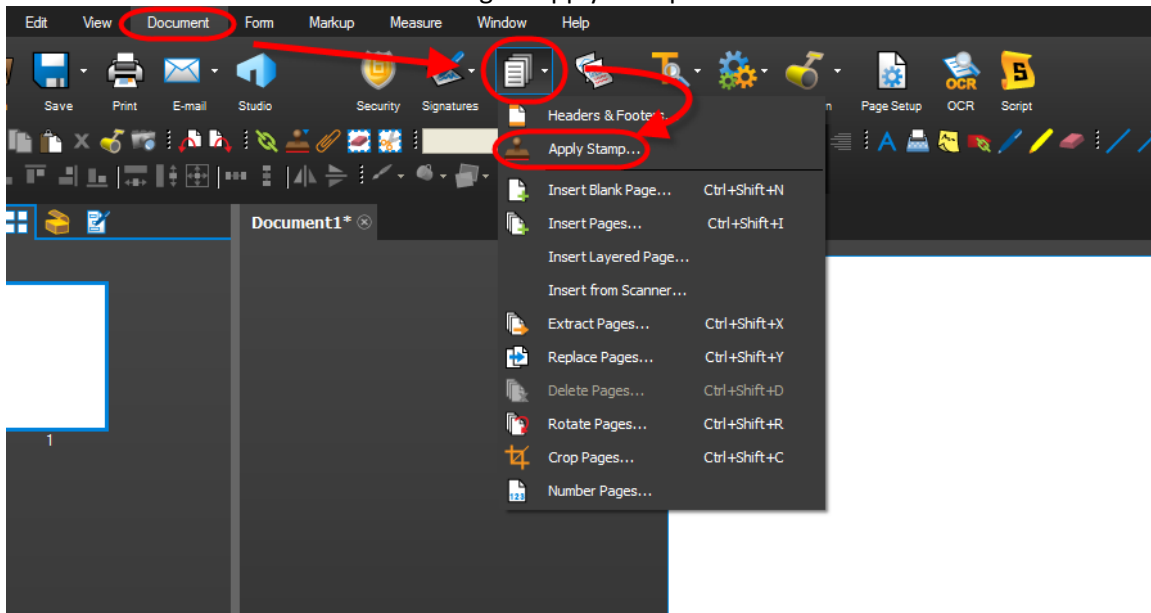 Edit View Document Form Markup Measure Window Help
Save Print E-mail Studio Security Signatures Page Setup OCR Script
OCR
Headers & Footers...
Apply Stamp...
Insert Blank Page... Ctrl+Shift+N
Insert Pages... Ctrl+Shift+I
Document1*
Insert Layered Page...
Insert from Scanner...
Extract Pages... Ctrl+Shift+X
Replace Pages... Ctrl+Shift+Y
Delete Pages... Ctrl+Shift+D
1
Rotate Pages... Ctrl+Shift+R
Crop Pages... Ctrl+Shift+C
123
Number Pages...